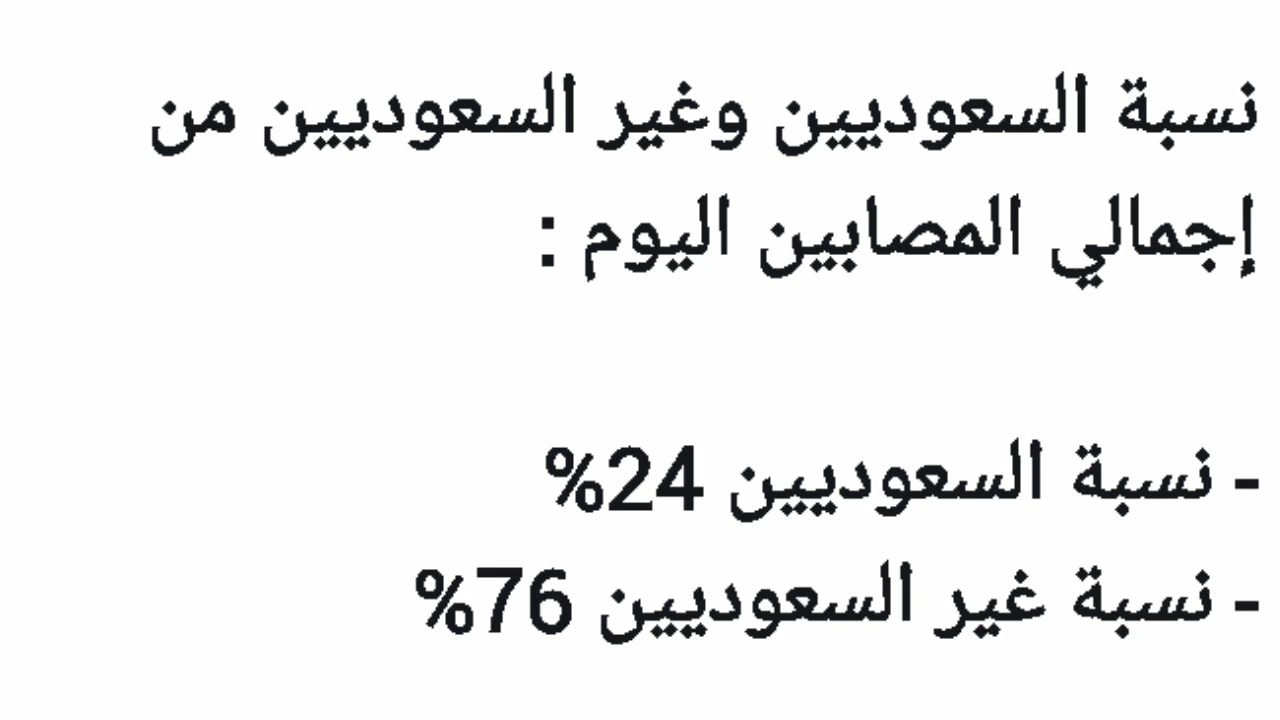 نسبة السعوديين وغير السعوديين من
إجمالي المصابين اليوم :
- نسبة السعوديين 24%
- نسبة غير السعوديين 76%